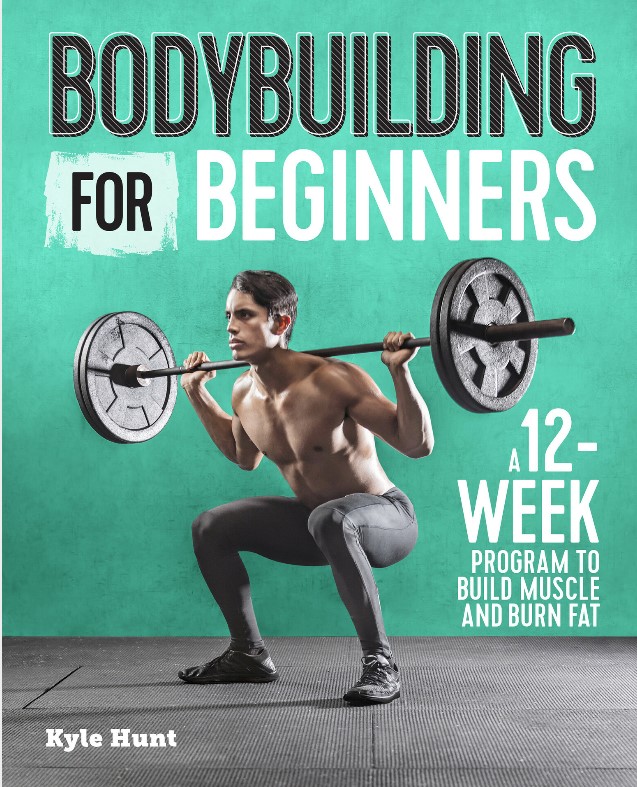 BODYBUILDING
FOR BEGINNERS
A 12-
WEEK
PROGRAM TO
BUILD MUSCLE
AND BURN FAT
Kyle Hunt